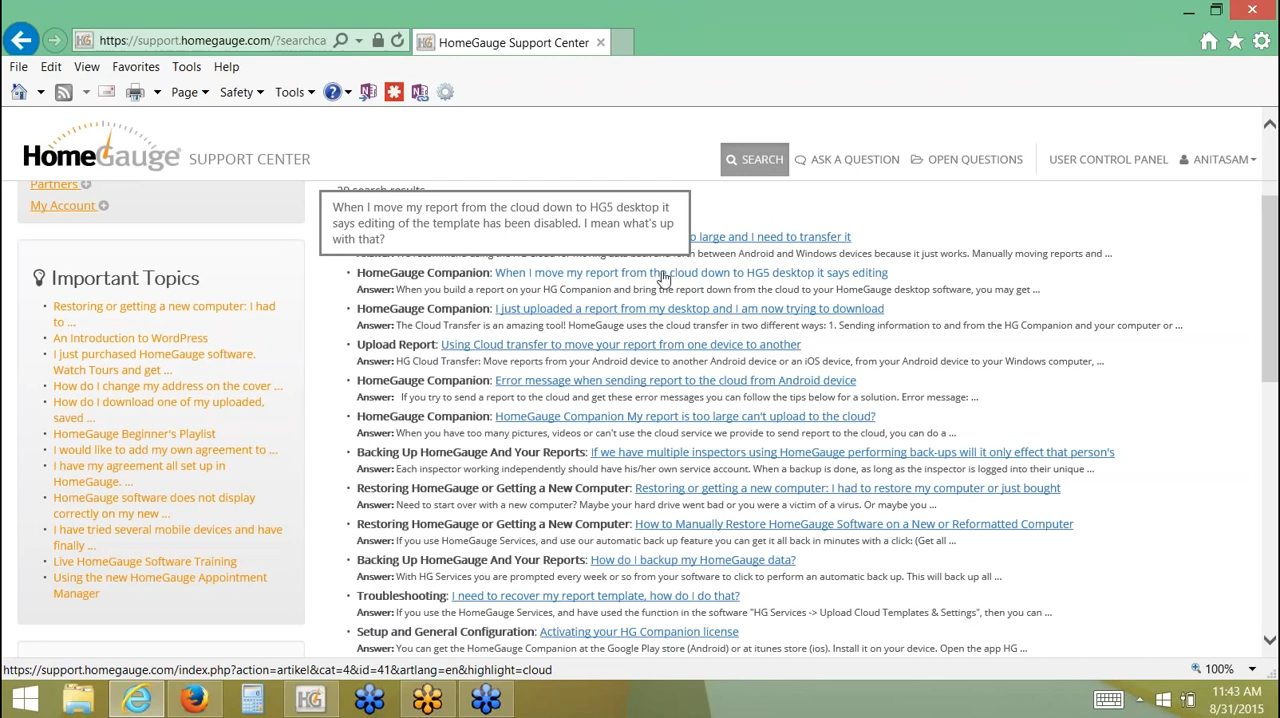 https://support.homegauge.com/?searchca
HomeGauge Support Center
File Edit View Favorites Tools Help
Page Safety Tools
HomeGauge SUPPORT CENTER
SEARCH ASK A QUESTION OPEN QUESTIONS USER CONTROL PANEL ANITASAM
Partners
My Account
Important Topics
Restoring or getting a new computer: I had
to ...
An Introduction to WordPress
I just purchased HomeGauge software.
Watch Tours and get ...
How do I change my address on the cover ...
How do I download one of my uploaded,
saved ...
HomeGauge Beginner's Playlist
I would like to add my own agreement to ...
I have my agreement all set up in
HomeGauge. ...
HomeGauge software does not display
correctly on my new ...
I have tried several mobile devices and have
finally ...
Live HomeGauge Software Training
Using the new HomeGauge Appointment
Manager
search results
When I move my report from the cloud down to HG5 desktop it
says editing of the template has been disabled. I mean what's up
with that?
o large and I need to transfer it
between Android and Windows devices because it just works. Manually moving
HomeGauge Companion: When I move my report from the cloud down to HG5 desktop it says editing
Answer: When you build a report on your HG Companion and bring the report down from the cloud to your HomeGauge desktop software, you may get ...
HomeGauge Companion: I just uploaded a report from my desktop and I am now trying to download
Answer: The Cloud Transfer is an amazing tool! HomeGauge uses the cloud transfer in two different ways: 1. Sending information to and from the HG Companion and your computer or ...
Upload Report: Using Cloud transfer to move your report from one device to another
Answer: HG Cloud Transfer: Move reports from your Android device to another Android device or an iOS device, from your Android device to your Windows computer, ...
HomeGauge Companion: Error message when sending report to the cloud from Android device
Answer: If you try to send a report to the cloud and get these error messages you can follow the tips below for a solution. Error message: ...
HomeGauge Companion: HomeGauge Companion My report is too large can't upload to the cloud?
Answer: When you have too many pictures, videos or can't use the cloud service we provide to send report to the cloud, you can do a ...
Backing Up HomeGauge And Your Reports: If we have multiple inspectors using HomeGauge performing back-ups will it only effect that person's
Answer: Each inspector working independently should have his/her own service account. When a backup is done, as long as the inspector is logged into their unique ...
Restoring HomeGauge or Getting a New Computer: Restoring or getting a new computer: I had to restore my computer or just bought
Answer: Need to start over with a new computer? Maybe your hard drive went bad or you were a victim of a virus. Or maybe you ...
Restoring HomeGauge or Getting a New Computer: How to Manually Restore HomeGauge Software on a New or Reformatted Computer
Answer: If you use HomeGauge Services, and use our automatic back up feature you can get it all back in minutes with a click: (Get all ...
Backing Up HomeGauge And Your Reports: How do I backup my HomeGauge data?
Answer: With HG Services you are prompted every week or so from your software to click to perform an automatic back up. This will back up all ...
Troubleshooting: I need to recover my report template, how do I do that?
Answer: If you use the HomeGauge Services, and have used the function in the software "HG Services -> Upload Cloud Templates & Settings", then you can ...
Setup and General Configuration: Activating your HG Companion license
Answer: You can get the HomeGauge Companion at the Google Play store (Android) or at itunes store (ios). Install it on your device. Open the app HG ...
https://support.homegauge.com/index.php?action=artikel&cat=4&id=41&artlang=en&highlight=cloud
100%
HG
11:43 AM
8/31/2015